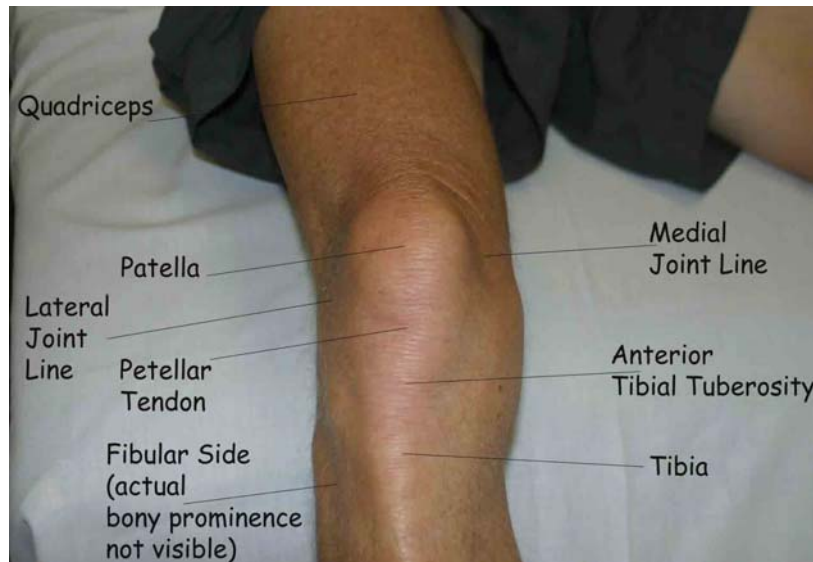 Quadriceps
Patella
Lateral
Joint
Line
Petellar
Tendon
Fibular Side
(actual
bony prominence
not visible)
Medial
Joint Line
Anterior
Tibial Tuberosity
Tibia